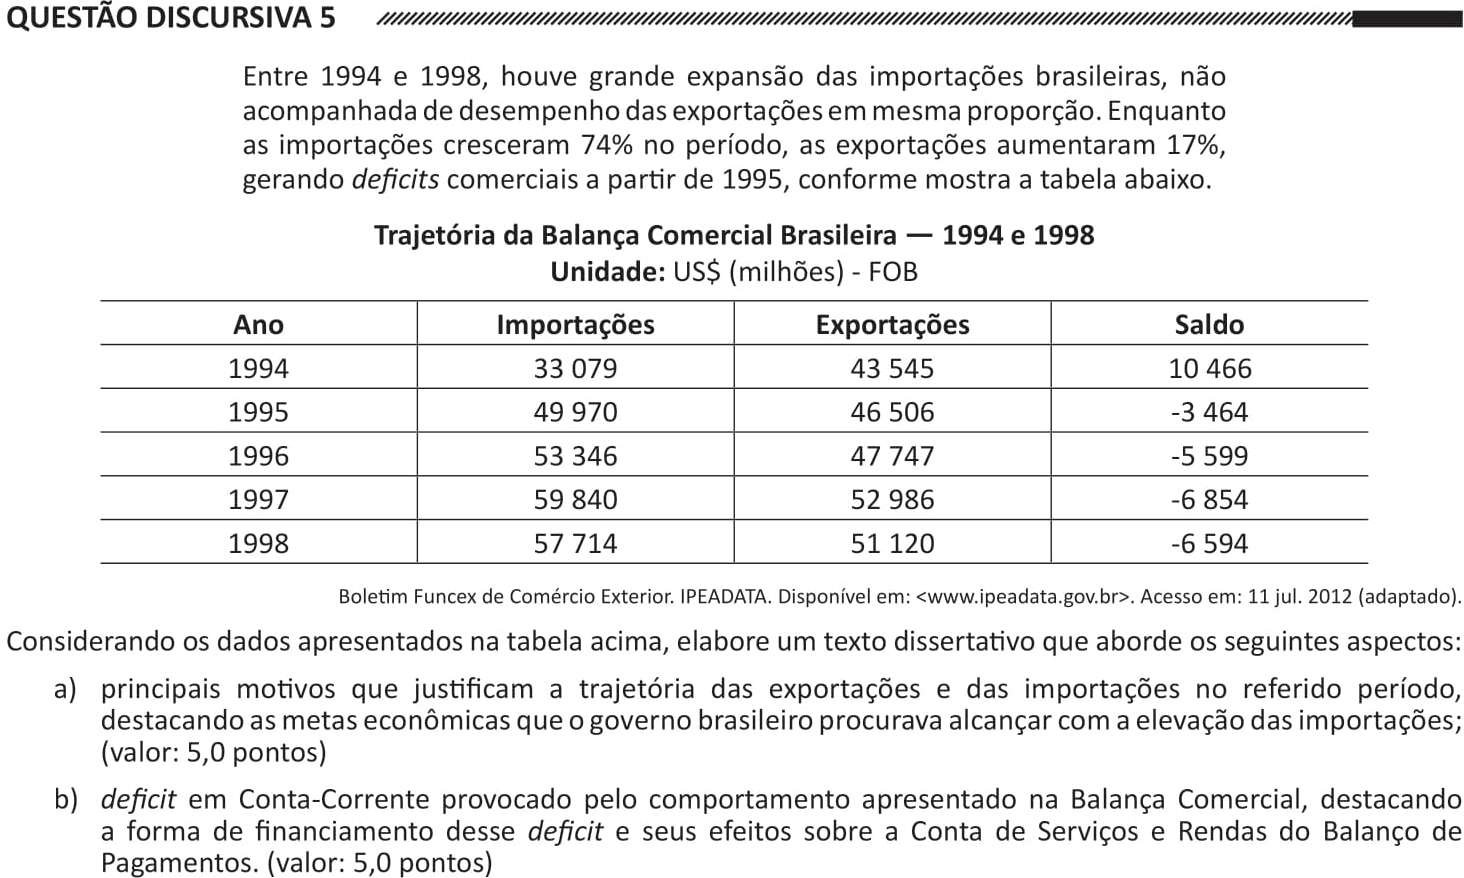 QUESTÃO DISCURSIVA 5
Entre 1994 e 1998, houve grande expansão das importações brasileiras, não
acompanhada de desempenho das exportações em mesma proporção. Enquanto
as importações cresceram 74% no período, as exportações aumentaram 17%,
gerando deficits comerciais a partir de 1995, conforme mostra a tabela abaixo.
Trajetória da Balança Comercial Brasileira — 1994 e 1998
Unidade: US$ (milhões) - FOB
Ano Importações Exportações Saldo
1994 33 079 43 545 10 466
1995 49 970 46 506 -3 464
1996 53 346 47 747 -5 599
1997 59 840 52 986 -6 854
1998 57 714 51 120 -6 594
Boletim Funcex de Comércio Exterior. IPEADATA. Disponível em: <www.ipeadata.gov.br>. Acesso em: 11 jul. 2012 (adaptado).
Considerando os dados apresentados na tabela acima, elabore um texto dissertativo que aborde os seguintes aspectos:
a) principais motivos que justificam a trajetória das exportações e das importações no referido período,
destacando as metas econômicas que o governo brasileiro procurava alcançar com a elevação das importações;
(valor: 5,0 pontos)
b) deficit em Conta-Corrente provocado pelo comportamento apresentado na Balança Comercial, destacando
a forma de financiamento desse deficit e seus efeitos sobre a Conta de Serviços e Rendas do Balanço de
Pagamentos. (valor: 5,0 pontos)